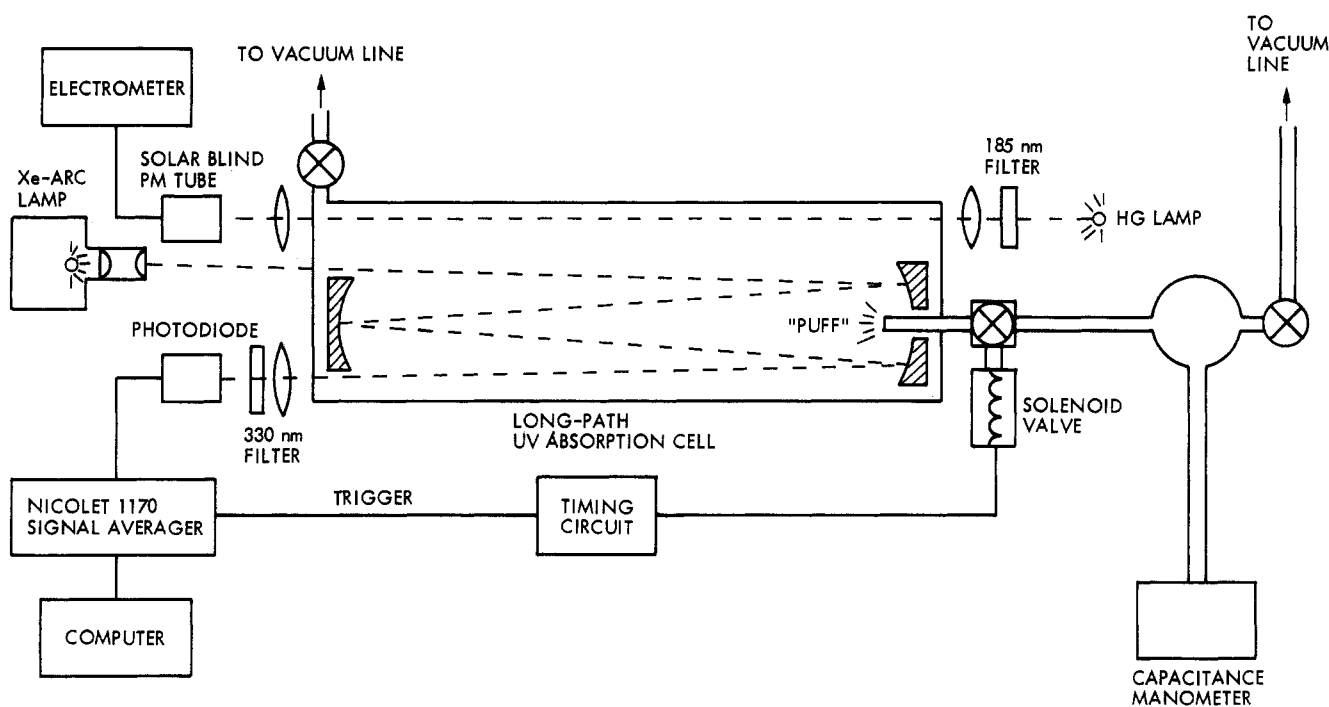 TO VACUUM LINE
TO
VACUUM
LINE
ELECTROMETER
SOLAR BLIND
PM TUBE
185 nm
FILTER
Xe-ARC
LAMP
HG LAMP
PHOTODIODE
"PUFF"
330 nm
FILTER
LONG-PATH
UV ABSORPTION CELL
SOLENOID
VALVE
NICOLET 1170
SIGNAL AVERAGER
TRIGGER
TIMING
CIRCUIT
COMPUTER
CAPACITANCE
MANOMETER